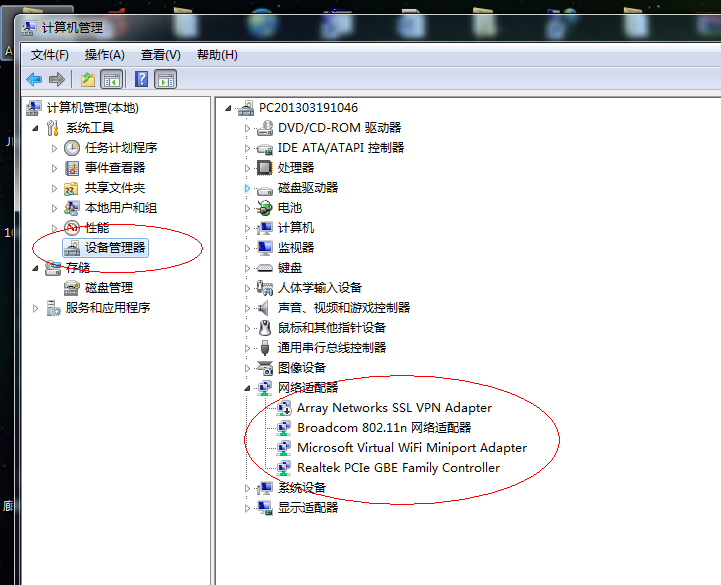 计算机管理
文件(F) 操作(A) 查看(V) 帮助(H)
计算机管理(本地)
系统工具
任务计划程序
事件查看器
共享文件夹
本地用户和组
性能
设备管理器
存储
磁盘管理
服务和应用程序
PC201303191046
DVD/CD-ROM 驱动器
IDE ATA/ATAPI 控制器
处理器
磁盘驱动器
电池
计算机
监视器
键盘
人体学输入设备
声音、视频和游戏控制器
鼠标和其他指针设备
通用串行总线控制器
图像设备
网络适配器
Array Networks SSL VPN Adapter
Broadcom 802.11n 网络适配器
Microsoft Virtual WiFi Miniport Adapter
Realtek PCIe GBE Family Controller
系统设备
显示适配器